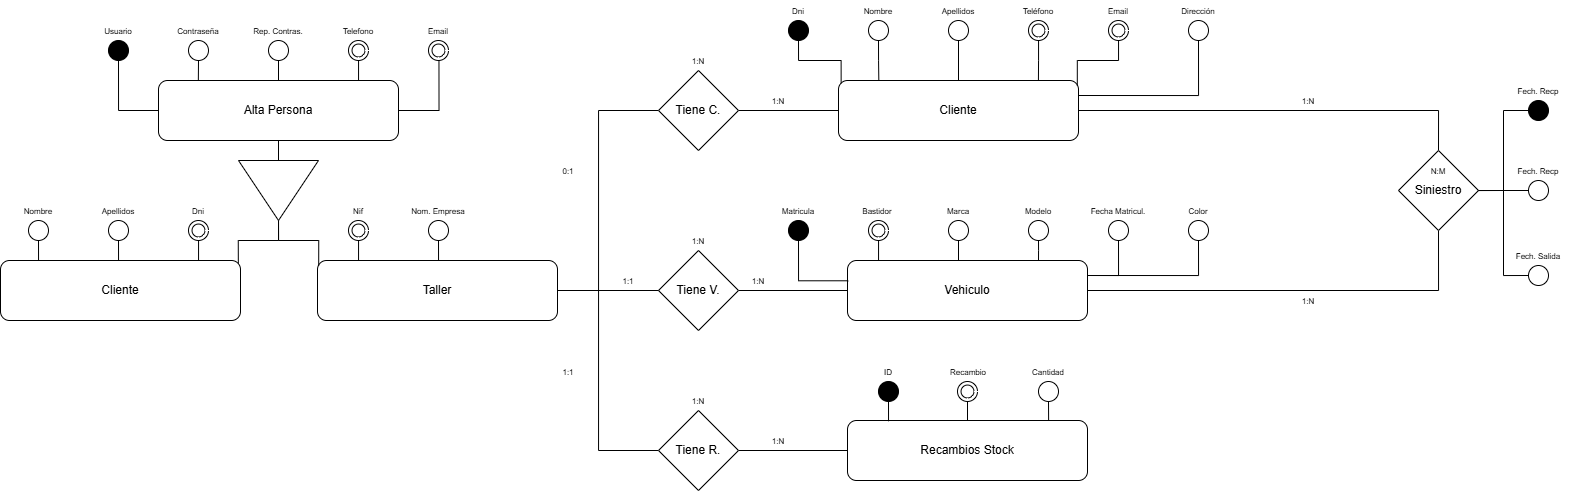 Dni
Nombre
Apellidos
Teléfono
Email
Dirección
Usuario
Contraseña
Rep. Contras.
Telefono
Email
1:N
Alta Persona
Tiene C.
1:N
Cliente
1:N
Fech. Recp
0:1
N:M
Siniestro
Fech. Recp
Nombre
Apellidos
Dni
Nif
Nom. Empresa
Matricula
Bastidor
Marca
Modelo
Fecha Matricul.
Color
1:N
Fech. Salida
Cliente
Taller
1:1
Tiene V.
1:N
Vehiculo
1:N
1:1
ID
Recambio
Cantidad
1:N
Tiene R.
1:N
Recambios Stock